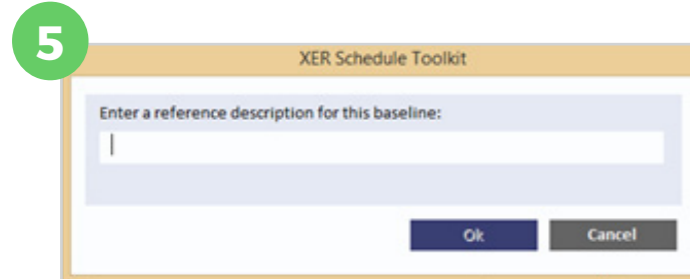 5
XER Schedule Toolkit
Enter a reference description for this baseline:
Ok
Cancel